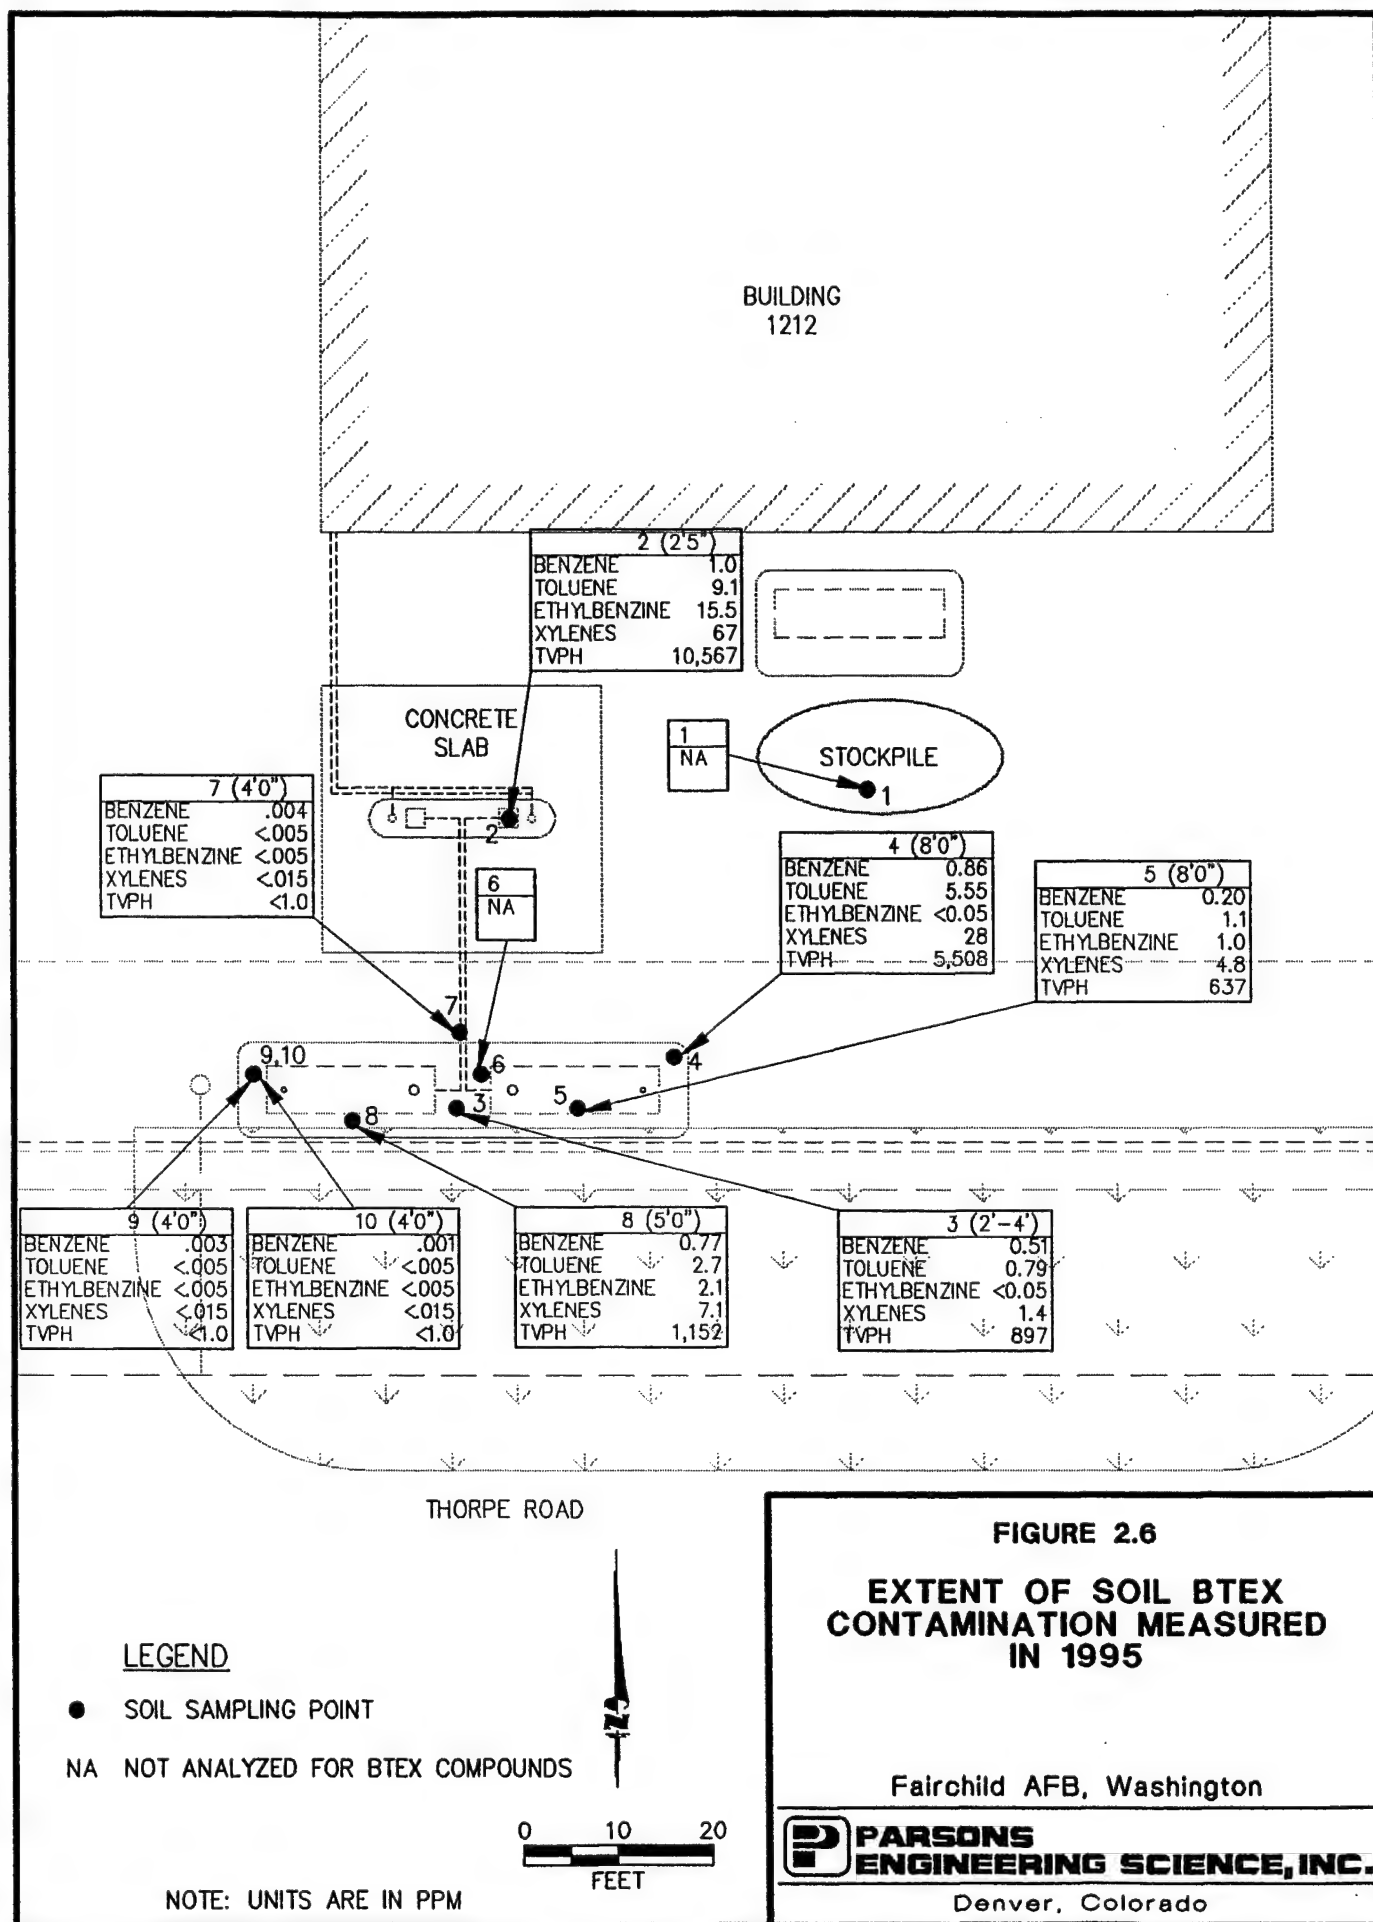 BUILDING
1212
2 (2'5")
BENZENE 1.0
TOLUENE 9.1
ETHYLBENZINE 15.5
XYLENES 67
TVPH 10,567
CONCRETE
SLAB
1
NA
STOCKPILE
1
7 (4'0")
BENZENE .004
TOLUENE <.005
ETHYLBENZINE <.005
XYLENES <.015
TVPH <1.0
2
6
NA
4 (8'0")
BENZENE 0.86
TOLUENE 5.55
ETHYLBENZINE <0.05
XYLENES 28
TVPH 5,508
5 (8'0")
BENZENE 0.20
TOLUENE 1.1
ETHYLBENZINE 1.0
XYLENES 4.8
TVPH 637
7
9,10
6
4
8
3
5
9 (4'0")
BENZENE .003
TOLUENE <.005
ETHYLBENZINE <.005
XYLENES <.015
TVPH <1.0
10 (4'0")
BENZENE .001
TOLUENE <.005
ETHYLBENZINE <.005
XYLENES <.015
TVPH <1.0
8 (5'0")
BENZENE 0.77
TOLUENE 2.7
ETHYLBENZINE 2.1
XYLENES 7.1
TVPH 1,152
3 (2'-4')
BENZENE 0.51
TOLUENE 0.79
ETHYLBENZINE <0.05
XYLENES 1.4
TVPH 897
THORPE ROAD
LEGEND
SOIL SAMPLING POINT
NA NOT ANALYZED FOR BTEX COMPOUNDS
N
0 10 20
FEET
NOTE: UNITS ARE IN PPM
FIGURE 2.6
EXTENT OF SOIL BTEX
CONTAMINATION MEASURED
IN 1995
Fairchild AFB, Washington
PARSONS
ENGINEERING SCIENCE, INC.
Denver, Colorado